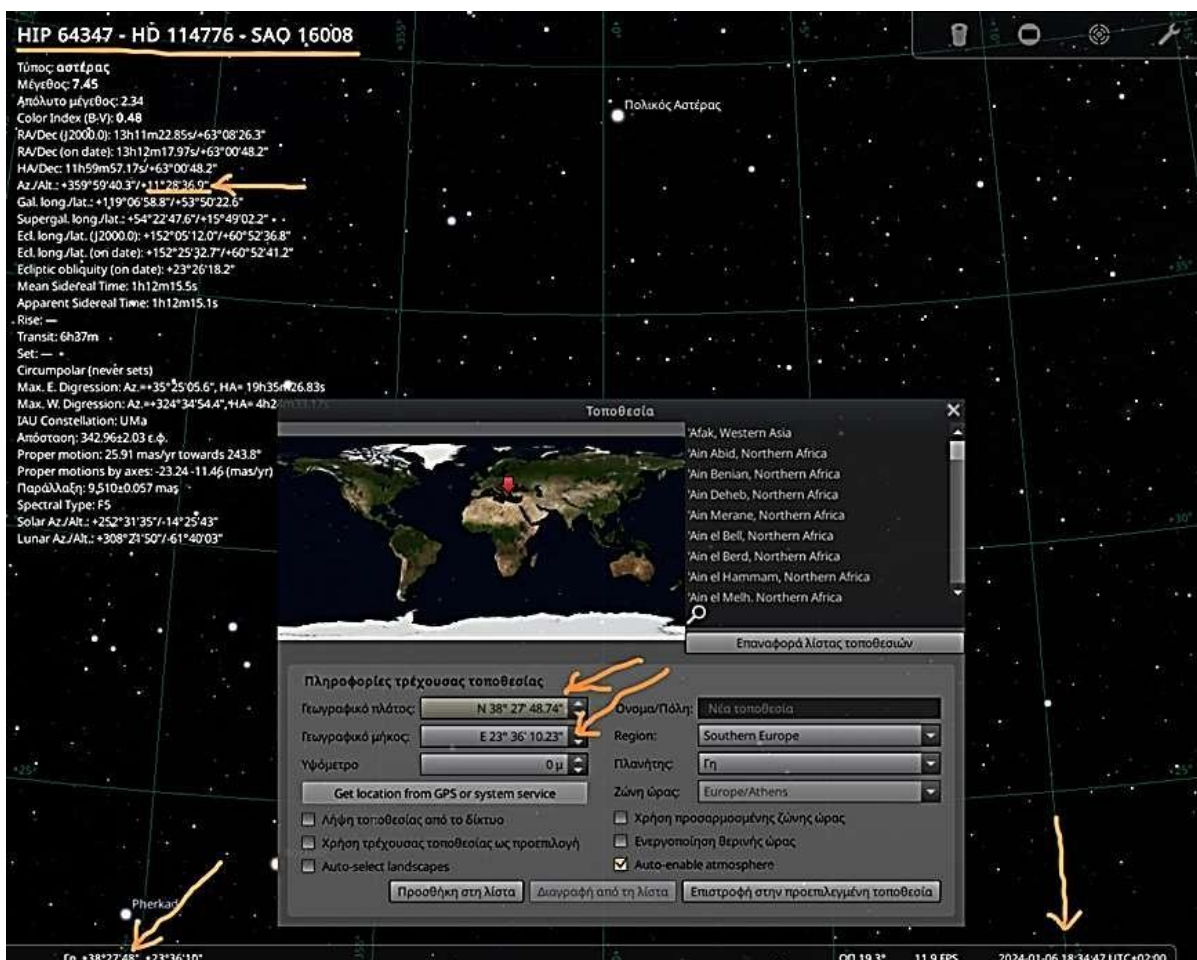 HIP 64347 - HD 114776 - SAO 16008
Τύπος: αστέρας
Μέγεθος: 7.45
Απόλυτο μέγεθος: 2.34
Color Index (B-V): 0.48
RA/Dec (J2000.0): 13h11m22.85s/+63°08'26.3"
RA/Dec (on date): 13h12m17.97s/+63°00'48.2"
HA/Dec: 11h59m57.17s/+63°00'48.2"
Az./Alt.: +359°59'40.3"/+11°28'36.9"
Gal. long./lat.: +119°06'58.8"/+53°50'22.6"
Supergal. long./lat.: +54°22'47.6"/+15°49'02.2"
Ecl. long./lat. (J2000.0): +152°05'12.0"/+60°52'36.8"
Ecl. long./lat. (on date): +152°25'32.7"/+60°52'41.2"
Ecliptic obliquity (on date): +23°26'18.2"
Mean Sidereal Time: 1h12m15.5s
Apparent Sidereal Time: 1h12m15.1s
Rise: —
Transit: 6h37m
Set: —
Circumpolar (never sets)
Max. E. Digression: Az.=+35°25'05.6", HA= 19h35m26.83s
Max. W. Digression: Az.=+324°34'54.4", HA= 4h24m33.17s
IAU Constellation: UMa
Απόσταση: 342.96±2.03 ε.φ.
Proper motion: 25.91 mas/yr towards 243.8°
Proper motions by axes: -23.24 -11.46 (mas/yr)
Παράλλαξη: 9,510±0.057 mas
Spectral Type: F5
Solar Az./Alt.: +252°31'35"/-14°25'43"
Lunar Az./Alt.: +308°21'50"/-61°40'03"
+355°
+0°
Πολικός Αστέρας
+35°
+30°
+25°
+25°
Τοποθεσία
'Afak, Western Asia
'Ain Abid, Northern Africa
'Ain Benian, Northern Africa
'Ain Deheb, Northern Africa
'Ain Merane, Northern Africa
'Ain el Bell, Northern Africa
'Ain el Berd, Northern Africa
'Ain el Hammam, Northern Africa
'Ain el Melh. Northern Africa
Επαναφορά λίστας τοποθεσιών
Πληροφορίες τρέχουσας τοποθεσίας
Γεωγραφικό πλάτος: N 38° 27' 48.74" Όνομα/Πόλη: Νέα τοποθεσία
Γεωγραφικό μήκος: E 23° 36' 10.23" Region: Southern Europe
Υψόμετρο 0 μ Πλανήτης: Γη
Get location from GPS or system service Ζώνη ώρας: Europe/Athens
Λήψη τοποθεσίας από το δίκτυο Χρήση προσαρμοσμένης ζώνης ώρας
Χρήση τρέχουσας τοποθεσίας ως προεπιλογή Ενεργοποίηση θερινής ώρας
Auto-select landscapes Auto-enable atmosphere
Προσθήκη στη λίστα Διαγραφή από τη λίστα Επιστροφή στην προεπιλεγμένη τοποθεσία
Pherkad
Γη, +38°27'48", +23°36'10" ΟΠ 19.3° 11.9 FPS 2024-01-06 18:34:47 UTC+02:00